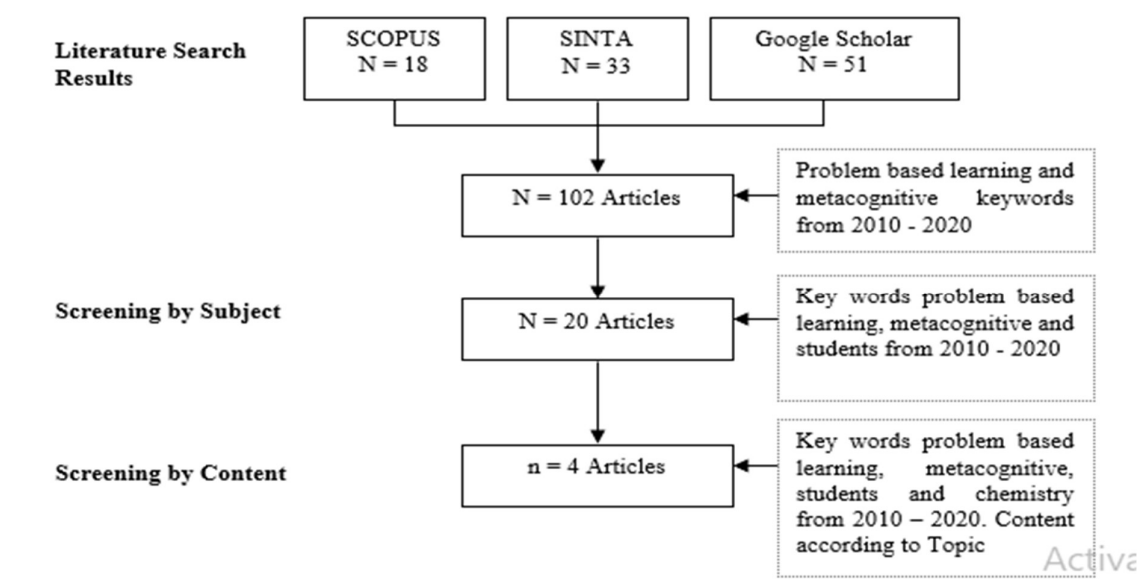 Literature Search
Results
SCOPUS
N = 18
SINTA
N = 33
Google Scholar
N = 51
N = 102 Articles
Problem based learning and
metacognitive keywords
from 2010 - 2020
Screening by Subject
N = 20 Articles
Key words problem based
learning, metacognitive and
students from 2010 - 2020
Screening by Content
n = 4 Articles
Key words problem based
learning, metacognitive,
students and chemistry
from 2010 – 2020. Content
according to Topic